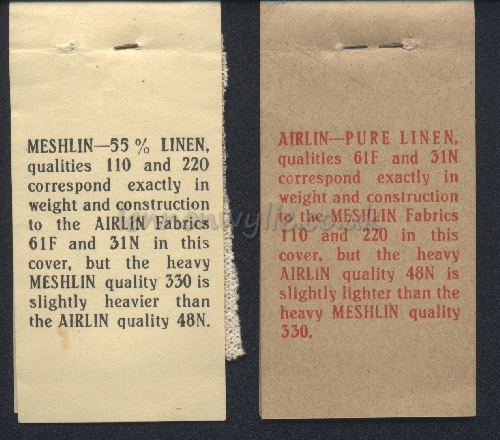 MESHLIN—55 % LINEN,
qualities 110 and 220
correspond exactly in
weight and construction
to the AIRLIN Fabrics
61F and 31N in this
cover, but the heavy
MESHLIN quality 330 is
slightly heavier than
the AIRLIN quality 48N.
AIRLIN—PURE LINEN,
qualities 61F and 31N
correspond exactly in
weight and construction
to the MESHLIN Fabrics
110 and 220 in this
cover, but the heavy
AIRLIN quality 48N is
slightly lighter than the
heavy MESHLIN quality
330.